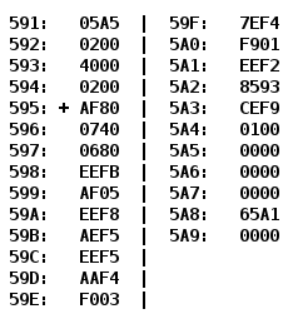 591: 05A5 | 59F: 7EF4
592: 0200 | 5A0: F901
593: 4000 | 5A1: EEF2
594: 0200 | 5A2: 8593
595: + AF80 | 5A3: CEF9
596: 0740 | 5A4: 0100
597: 0680 | 5A5: 0000
598: EEFB | 5A6: 0000
599: AF05 | 5A7: 0000
59A: EEF8 | 5A8: 65A1
59B: AEF5 | 5A9: 0000
59C: EEF5 |
59D: AAF4 |
59E: F003 |